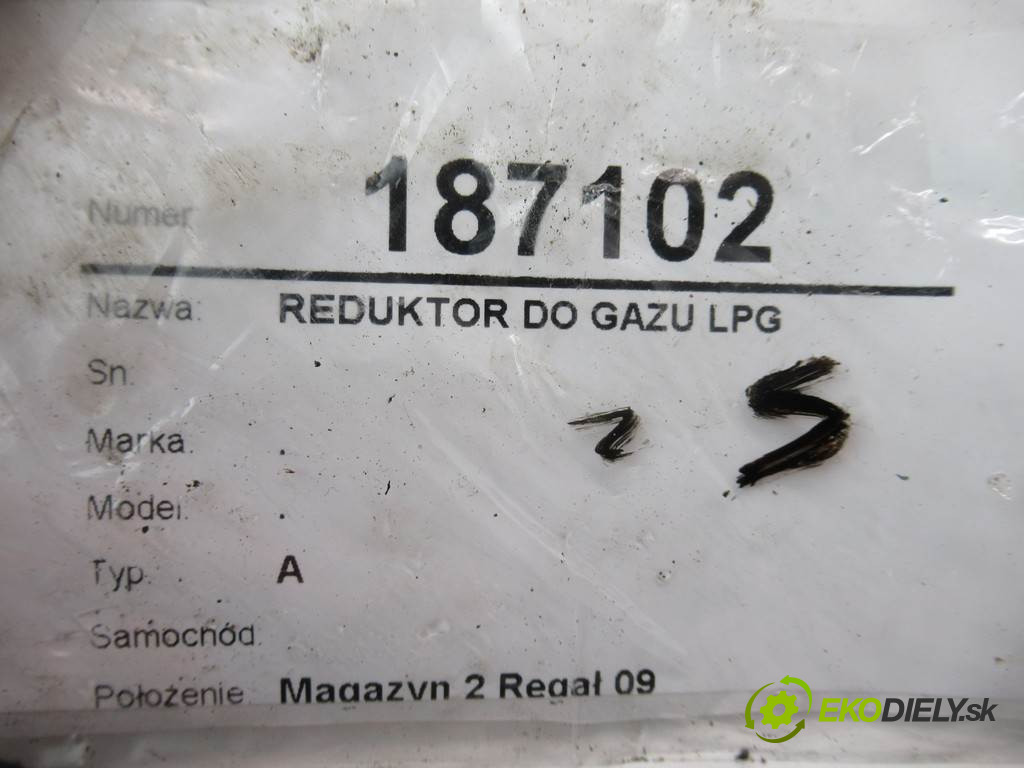 Numer 187102
Nazwa: REDUKTOR DO GAZU LPG
Sn:
Marka: .
Model: .
Typ: A
Samochód:
Położenie Magazyn 2 Regał 09
EKODIELY.sk